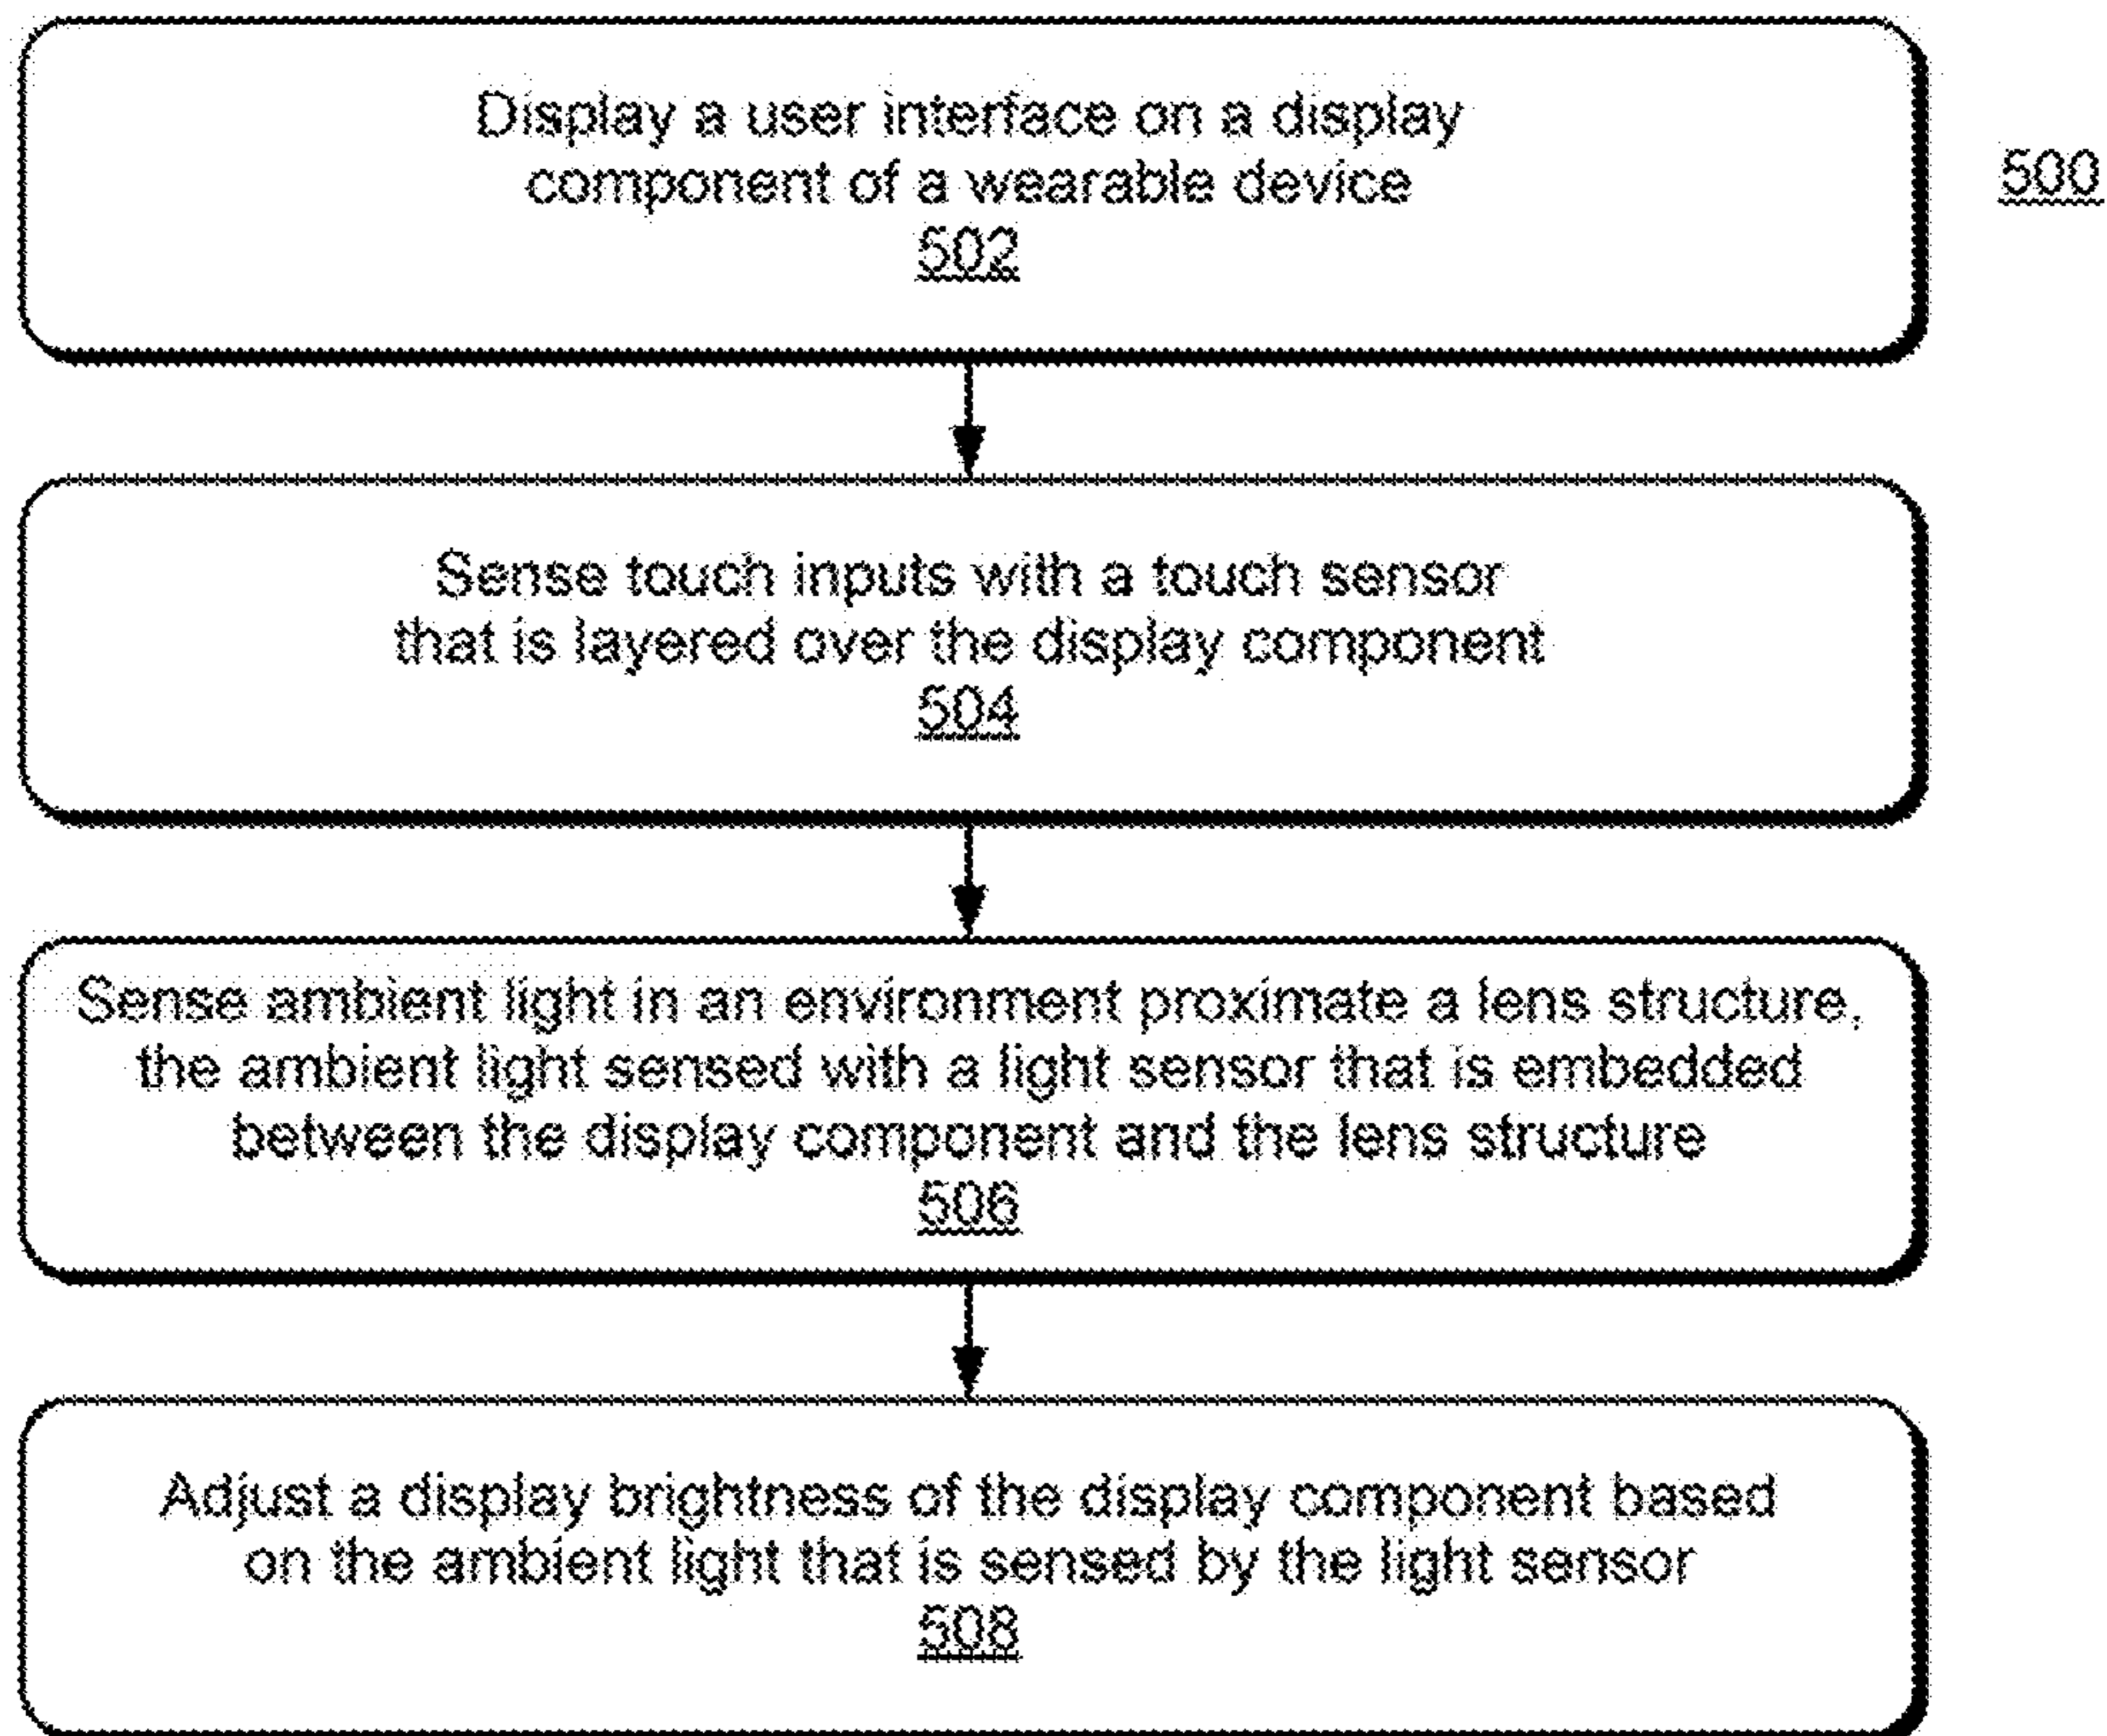 Display a user interface on a display
component of a wearable device
502
500
Sense touch inputs with a touch sensor
that is layered over the display component
504
Sense ambient light in an environment proximate a lens structure,
the ambient light sensed with a light sensor that is embedded
between the display component and the lens structure
506
Adjust a display brightness of the display component based
on the ambient light that is sensed by the light sensor
508